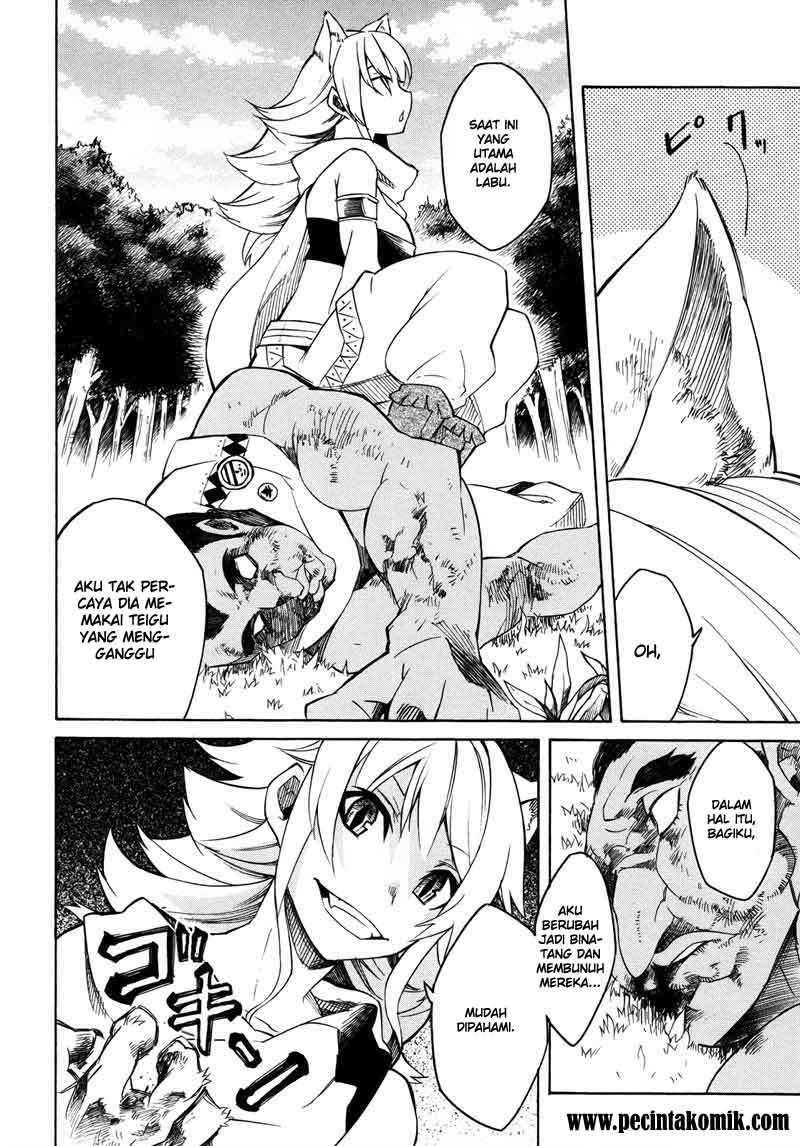 ピクッ
OH,
SAAT INI
YANG
UTAMA
ADALAH
LABU.
AKU TAK PER-
CAYA DIA ME-
MAKAI TEIGU
YANG MENG-
GANGGU
DALAM
HAL ITU,
BAGIKU,
AKU
BERUBAH
JADI BINA-
TANG DAN
MEMBUNUH
MEREKA...
MUDAH
DIPAHAMI.
ゴキン
www.pecintakomik.com